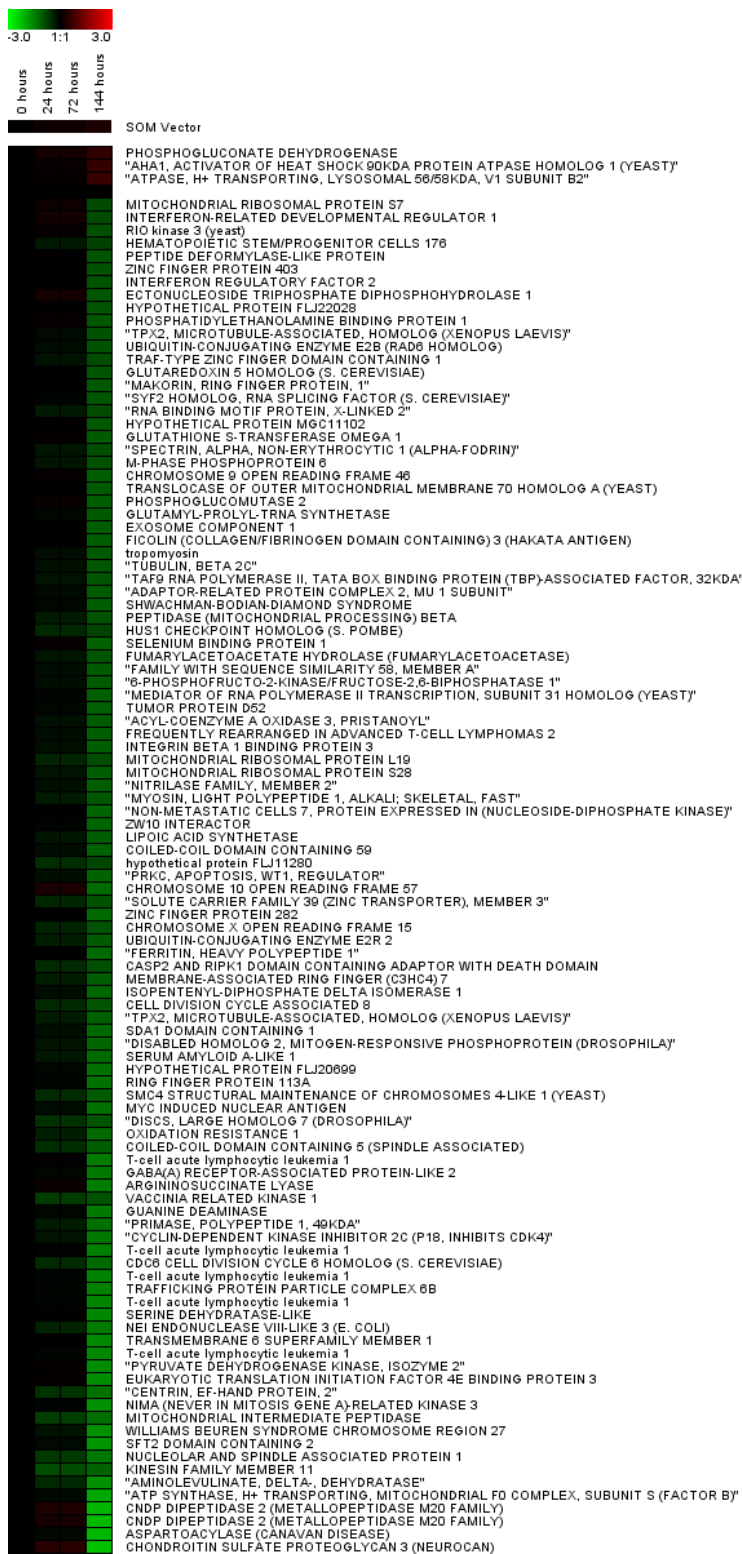 -3.0 1:1 3.0
0 hours
24 hours
72 hours
144 hours
SOM Vector
PHOSPHOGLUCONATE DEHYDROGENASE
"AHA1, ACTIVATOR OF HEAT SHOCK 90KDA PROTEIN ATPASE HOMOLOG 1 (YEAST)"
"ATPASE, H+ TRANSPORTING, LYSOSOMAL 56/58KDA, V1 SUBUNIT B2"
MITOCHONDRIAL RIBOSOMAL PROTEIN S7
INTERFERON-RELATED DEVELOPMENTAL REGULATOR 1
RIO kinase 3 (yeast)
HEMATOPOIETIC STEM/PROGENITOR CELLS 176
PEPTIDE DEFORMYLASE-LIKE PROTEIN
ZINC FINGER PROTEIN 403
INTERFERON REGULATORY FACTOR 2
ECTONUCLEOSIDE TRIPHOSPHATE DIPHOSPHOHYDROLASE 1
HYPOTHETICAL PROTEIN FLJ22028
PHOSPHATIDYLETHANOLAMINE BINDING PROTEIN 1
"TPX2, MICROTUBULE-ASSOCIATED, HOMOLOG (XENOPUS LAEVIS)"
UBIQUITIN-CONJUGATING ENZYME E2B (RAD6 HOMOLOG)
TRAF-TYPE ZINC FINGER DOMAIN CONTAINING 1
GLUTAREDOXIN 5 HOMOLOG (S. CEREVISIAE)
"MAKORIN, RING FINGER PROTEIN, 1"
"SYF2 HOMOLOG, RNA SPLICING FACTOR (S. CEREVISIAE)"
"RNA BINDING MOTIF PROTEIN, X-LINKED 2"
HYPOTHETICAL PROTEIN MGC11102
GLUTATHIONE S-TRANSFERASE OMEGA 1
"SPECTRIN, ALPHA, NON-ERYTHROCYTIC 1 (ALPHA-FODRIN)"
M-PHASE PHOSPHOPROTEIN 6
CHROMOSOME 9 OPEN READING FRAME 46
TRANSLOCASE OF OUTER MITOCHONDRIAL MEMBRANE 70 HOMOLOG A (YEAST)
PHOSPHOGLUCOMUTASE 2
GLUTAMYL-PROLYL-TRNA SYNTHETASE
EXOSOME COMPONENT 1
FICOLIN (COLLAGEN/FIBRINOGEN DOMAIN CONTAINING) 3 (HAKATA ANTIGEN)
tropomyosin
"TUBULIN, BETA 2C"
"TAF9 RNA POLYMERASE II, TATA BOX BINDING PROTEIN (TBP)-ASSOCIATED FACTOR, 32KDA"
"ADAPTOR-RELATED PROTEIN COMPLEX 2, MU 1 SUBUNIT"
SHWACHMAN-BODIAN-DIAMOND SYNDROME
PEPTIDASE (MITOCHONDRIAL PROCESSING) BETA
HUS1 CHECKPOINT HOMOLOG (S. POMBE)
SELENIUM BINDING PROTEIN 1
FUMARYLACETOACETATE HYDROLASE (FUMARYLACETOACETASE)
"FAMILY WITH SEQUENCE SIMILARITY 58, MEMBER A"
"6-PHOSPHOFRUCTO-2-KINASE/FRUCTOSE-2,6-BIPHOSPHATASE 1"
"MEDIATOR OF RNA POLYMERASE II TRANSCRIPTION, SUBUNIT 31 HOMOLOG (YEAST)"
TUMOR PROTEIN D52
"ACYL-COENZYME A OXIDASE 3, PRISTANOYL"
FREQUENTLY REARRANGED IN ADVANCED T-CELL LYMPHOMAS 2
INTEGRIN BETA 1 BINDING PROTEIN 3
MITOCHONDRIAL RIBOSOMAL PROTEIN L19
MITOCHONDRIAL RIBOSOMAL PROTEIN S28
"NITRILASE FAMILY, MEMBER 2"
"MYOSIN, LIGHT POLYPEPTIDE 1, ALKALI; SKELETAL, FAST"
"NON-METASTATIC CELLS 7, PROTEIN EXPRESSED IN (NUCLEOSIDE-DIPHOSPHATE KINASE)"
ZW10 INTERACTOR
LIPOIC ACID SYNTHETASE
COILED-COIL DOMAIN CONTAINING 59
hypothetical protein FLJ11280
"PRKC, APOPTOSIS, WT1, REGULATOR"
CHROMOSOME 10 OPEN READING FRAME 57
"SOLUTE CARRIER FAMILY 39 (ZINC TRANSPORTER), MEMBER 3"
ZINC FINGER PROTEIN 282
CHROMOSOME X OPEN READING FRAME 15
UBIQUITIN-CONJUGATING ENZYME E2R 2
"FERRITIN, HEAVY POLYPEPTIDE 1"
CASP2 AND RIPK1 DOMAIN CONTAINING ADAPTOR WITH DEATH DOMAIN
MEMBRANE-ASSOCIATED RING FINGER (C3HC4) 7
ISOPENTENYL-DIPHOSPHATE DELTA ISOMERASE 1
CELL DIVISION CYCLE ASSOCIATED 8
"TPX2, MICROTUBULE-ASSOCIATED, HOMOLOG (XENOPUS LAEVIS)"
SDA1 DOMAIN CONTAINING 1
"DISABLED HOMOLOG 2, MITOGEN-RESPONSIVE PHOSPHOPROTEIN (DROSOPHILA)"
SERUM AMYLOID A-LIKE 1
HYPOTHETICAL PROTEIN FLJ20699
RING FINGER PROTEIN 113A
SMC4 STRUCTURAL MAINTENANCE OF CHROMOSOMES 4-LIKE 1 (YEAST)
MYC INDUCED NUCLEAR ANTIGEN
"DISCS, LARGE HOMOLOG 7 (DROSOPHILA)"
OXIDATION RESISTANCE 1
COILED-COIL DOMAIN CONTAINING 5 (SPINDLE ASSOCIATED)
T-cell acute lymphocytic leukemia 1
GABA(A) RECEPTOR-ASSOCIATED PROTEIN-LIKE 2
ARGININOSUCCINATE LYASE
VACCINIA RELATED KINASE 1
GUANINE DEAMINASE
"PRIMASE, POLYPEPTIDE 1, 49KDA"
"CYCLIN-DEPENDENT KINASE INHIBITOR 2C (P18, INHIBITS CDK4)"
T-cell acute lymphocytic leukemia 1
CDC6 CELL DIVISION CYCLE 6 HOMOLOG (S. CEREVISIAE)
T-cell acute lymphocytic leukemia 1
TRAFFICKING PROTEIN PARTICLE COMPLEX 6B
T-cell acute lymphocytic leukemia 1
SERINE DEHYDRATASE-LIKE
NEI ENDONUCLEASE VIII-LIKE 3 (E. COLI)
TRANSMEMBRANE 6 SUPERFAMILY MEMBER 1
T-cell acute lymphocytic leukemia 1
"PYRUVATE DEHYDROGENASE KINASE, ISOZYME 2"
EUKARYOTIC TRANSLATION INITIATION FACTOR 4E BINDING PROTEIN 3
"CENTRIN, EF-HAND PROTEIN, 2"
NIMA (NEVER IN MITOSIS GENE A)-RELATED KINASE 3
MITOCHONDRIAL INTERMEDIATE PEPTIDASE
WILLIAMS BEUREN SYNDROME CHROMOSOME REGION 27
SFT2 DOMAIN CONTAINING 2
NUCLEOLAR AND SPINDLE ASSOCIATED PROTEIN 1
KINESIN FAMILY MEMBER 11
"AMINOLEVULINATE, DELTA-, DEHYDRATASE"
"ATP SYNTHASE, H+ TRANSPORTING, MITOCHONDRIAL F0 COMPLEX, SUBUNIT S (FACTOR B)"
CNDP DIPEPTIDASE 2 (METALLOPEPTIDASE M20 FAMILY)
CNDP DIPEPTIDASE 2 (METALLOPEPTIDASE M20 FAMILY)
ASPARTOACYLASE (CANAVAN DISEASE)
CHONDROITIN SULFATE PROTEOGLYCAN 3 (NEUROCAN)